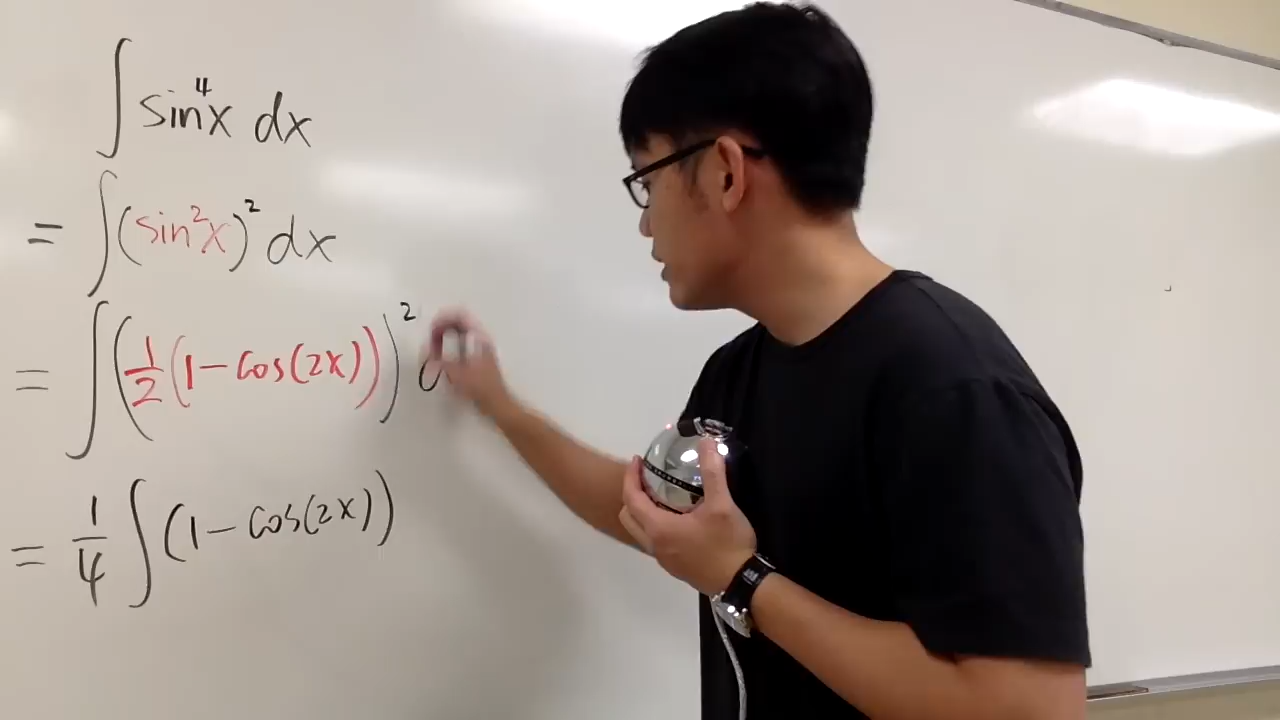 ∫ sin⁴x dx
= ∫ (sin²x)² dx
= ∫ (1/2 (1 - cos(2x)))² d
= 1/4 ∫ (1 - cos(2x))